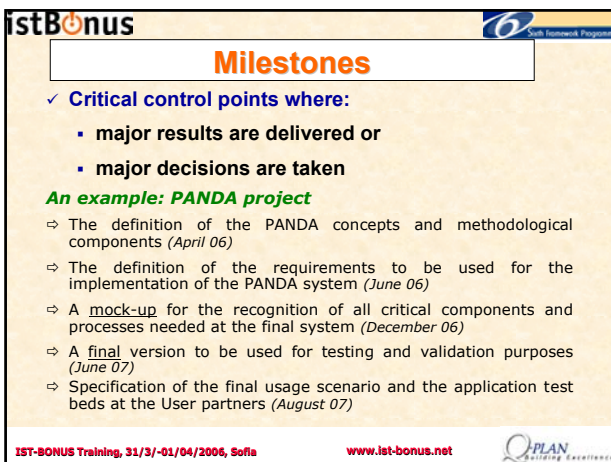 istBonus
Sixth Framework Programme
Milestones
✓ Critical control points where:
▪ major results are delivered or
▪ major decisions are taken
An example: PANDA project
⇨ The definition of the PANDA concepts and methodological
components (April 06)
⇨ The definition of the requirements to be used for the
implementation of the PANDA system (June 06)
⇨ A mock-up for the recognition of all critical components and
processes needed at the final system (December 06)
⇨ A final version to be used for testing and validation purposes
(June 07)
⇨ Specification of the final usage scenario and the application test
beds at the User partners (August 07)
IST-BONUS Training, 31/3/-01/04/2006, Sofia
www.ist-bonus.net
Q-PLAN
Building Excellence